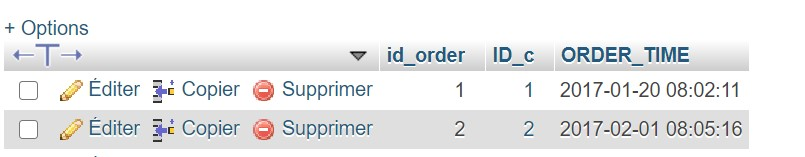 + Options
←T→ id_order ID_c ORDER_TIME
Éditer Copier Supprimer 1 1 2017-01-20 08:02:11
Éditer Copier Supprimer 2 2 2017-02-01 08:05:16